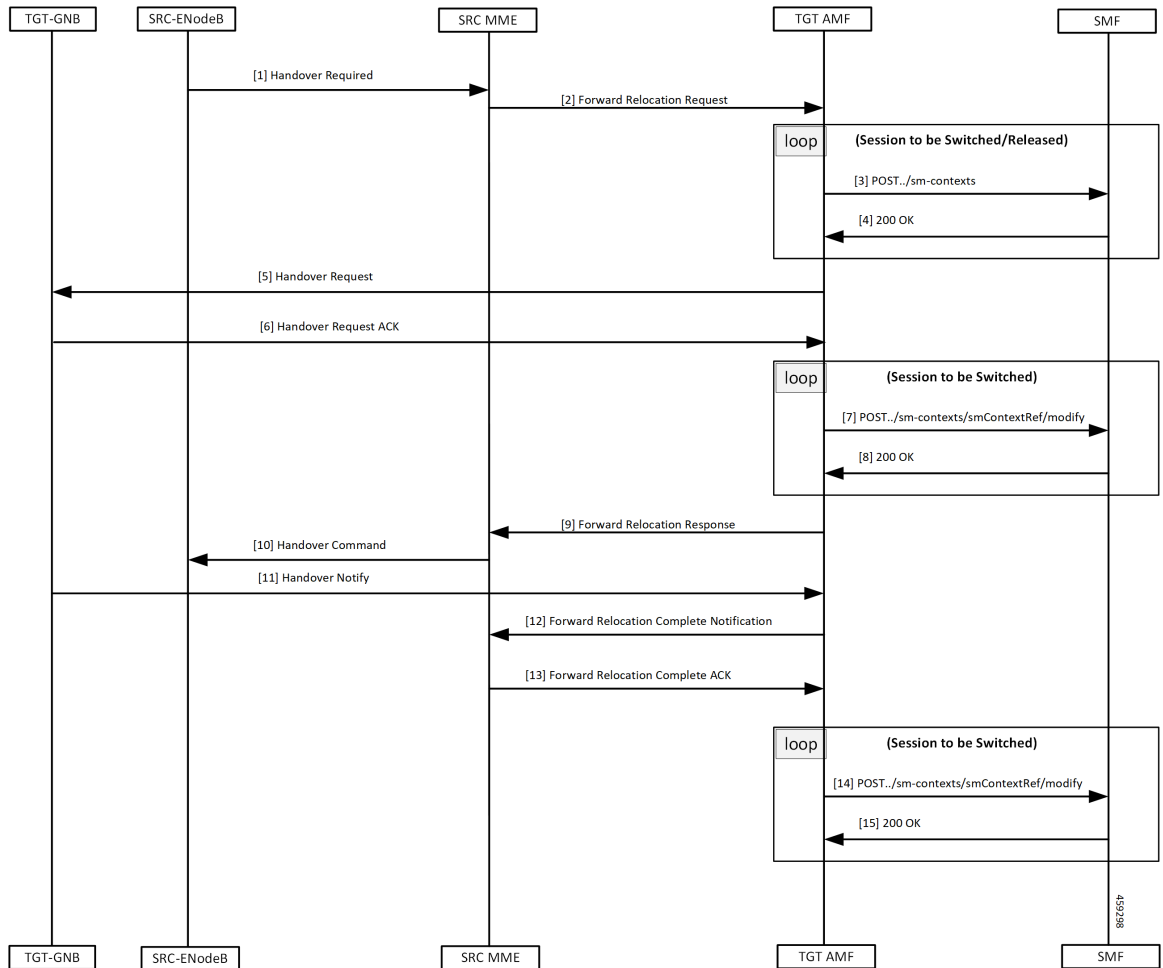 TGT-GNB
SRC-ENodeB
SRC MME
TGT AMF
SMF
[1] Handover Required
[2] Forward Relocation Request
loop
(Session to be Switched/Released)
[3] POST../sm-contexts
[4] 200 OK
[5] Handover Request
[6] Handover Request ACK
loop
(Session to be Switched)
[7] POST../sm-contexts/smContextRef/modify
[8] 200 OK
[9] Forward Relocation Response
[10] Handover Command
[11] Handover Notify
[12] Forward Relocation Complete Notification
[13] Forward Relocation Complete ACK
loop
(Session to be Switched)
[14] POST../sm-contexts/smContextRef/modify
[15] 200 OK
459298
TGT-GNB
SRC-ENodeB
SRC MME
TGT AMF
SMF